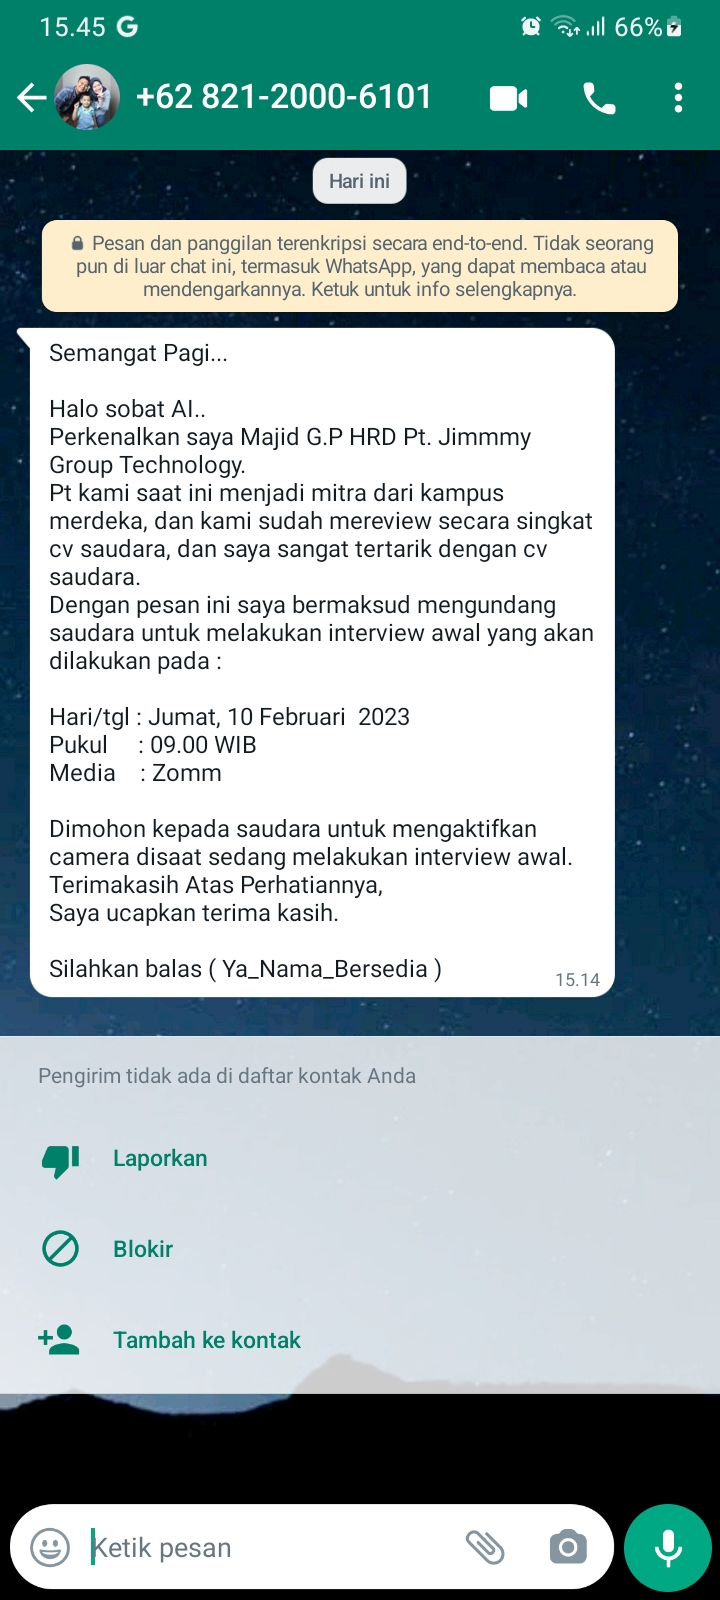 15.45 G 66%
+62 821-2000-6101
Hari ini
Pesan dan panggilan terenkripsi secara end-to-end. Tidak seorang
pun di luar chat ini, termasuk WhatsApp, yang dapat membaca atau
mendengarkannya. Ketuk untuk info selengkapnya.
Semangat Pagi...
Halo sobat AI..
Perkenalkan saya Majid G.P HRD Pt. Jimmmy
Group Technology.
Pt kami saat ini menjadi mitra dari kampus
merdeka, dan kami sudah mereview secara singkat
cv saudara, dan saya sangat tertarik dengan cv
saudara.
Dengan pesan ini saya bermaksud mengundang
saudara untuk melakukan interview awal yang akan
dilakukan pada :
Hari/tgl : Jumat, 10 Februari  2023
Pukul    : 09.00 WIB
Media    : Zomm
Dimohon kepada saudara untuk mengaktifkan
camera disaat sedang melakukan interview awal.
Terimakasih Atas Perhatiannya,
Saya ucapkan terima kasih.
Silahkan balas ( Ya_Nama_Bersedia )
15.14
Pengirim tidak ada di daftar kontak Anda
Laporkan
Blokir
Tambah ke kontak
Ketik pesan